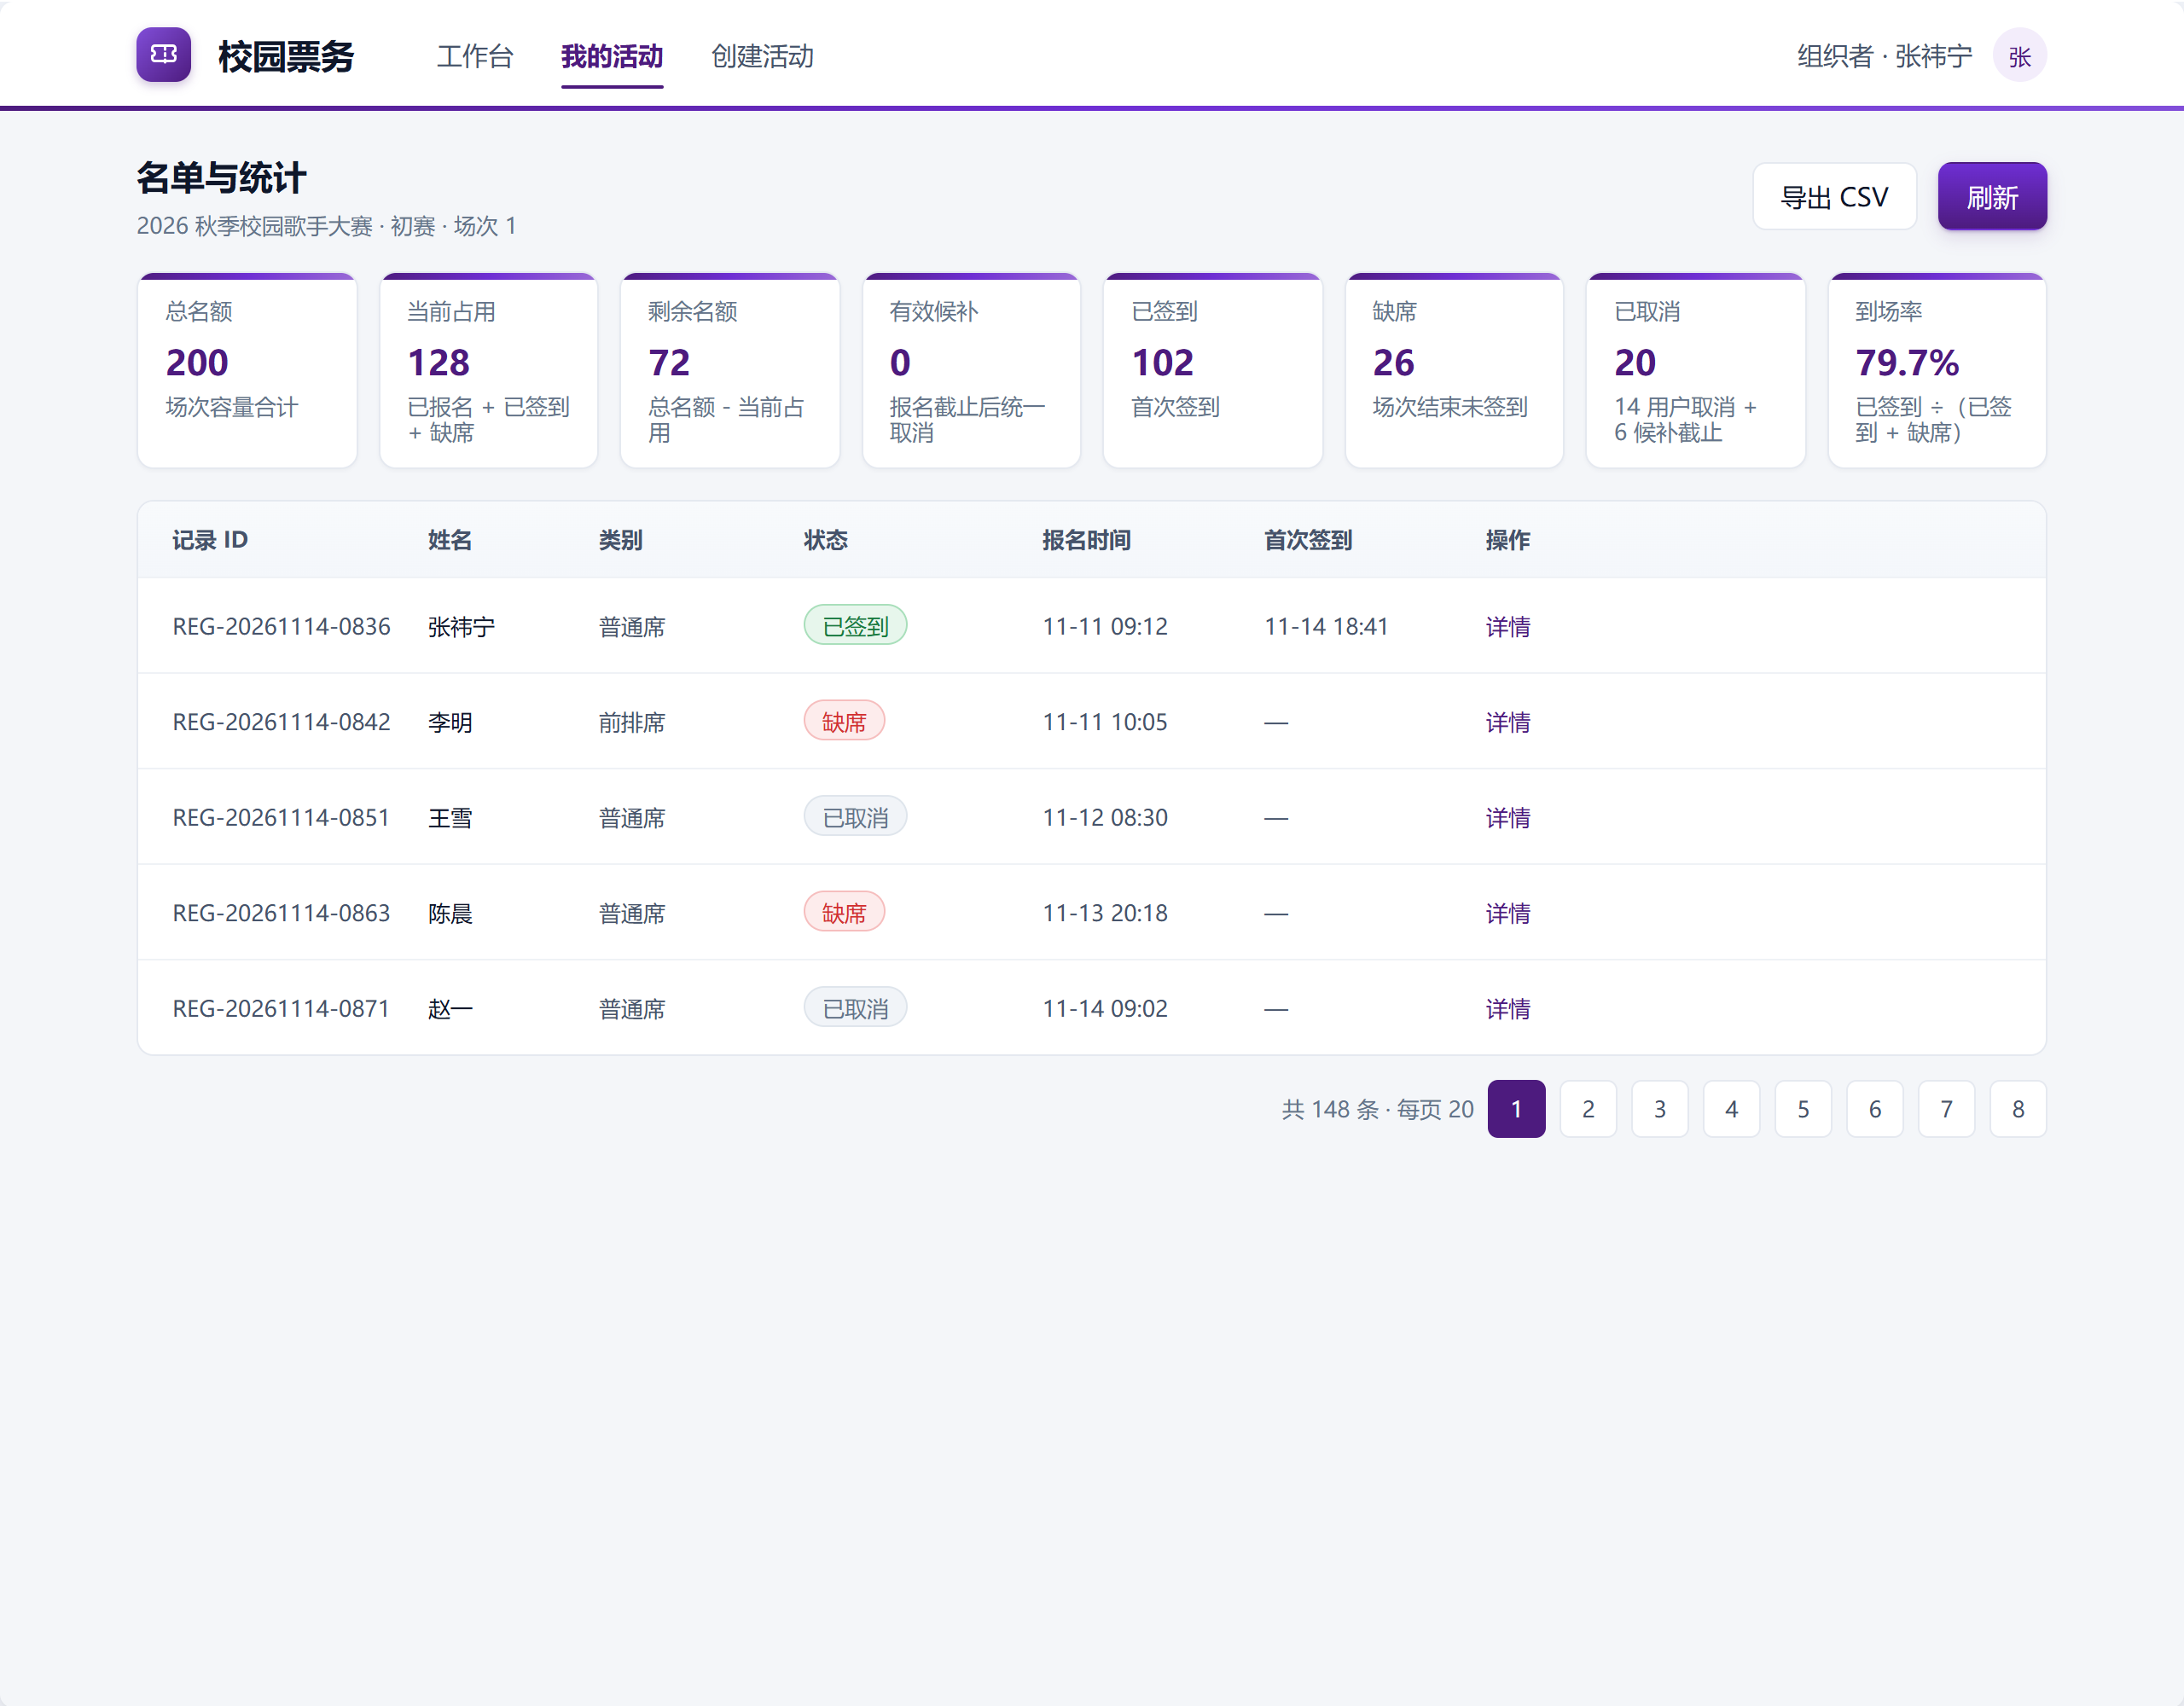 校园票务 工作台 我的活动 创建活动 组织者 · 张祎宁 张
名单与统计
2026 秋季校园歌手大赛 · 初赛 · 场次 1
导出 CSV 刷新
总名额
200
场次容量合计
当前占用
128
已报名 + 已签到
+ 缺席
剩余名额
72
总名额 - 当前占
用
有效候补
0
报名截止后统一
取消
已签到
102
首次签到
缺席
26
场次结束未签到
已取消
20
14 用户取消 +
6 候补截止
到场率
79.7%
已签到 ÷（已签
到 + 缺席）
记录 ID 姓名 类别 状态 报名时间 首次签到 操作
REG-20261114-0836 张祎宁 普通席 已签到 11-11 09:12 11-14 18:41 详情
REG-20261114-0842 李明 前排席 缺席 11-11 10:05 — 详情
REG-20261114-0851 王雪 普通席 已取消 11-12 08:30 — 详情
REG-20261114-0863 陈晨 普通席 缺席 11-13 20:18 — 详情
REG-20261114-0871 赵一 普通席 已取消 11-14 09:02 — 详情
共 148 条 · 每页 20 1 2 3 4 5 6 7 8